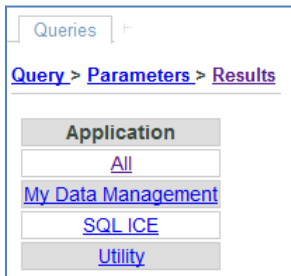 Queries
Query > Parameters > Results
Application
All
My Data Management
SQL ICE
Utility